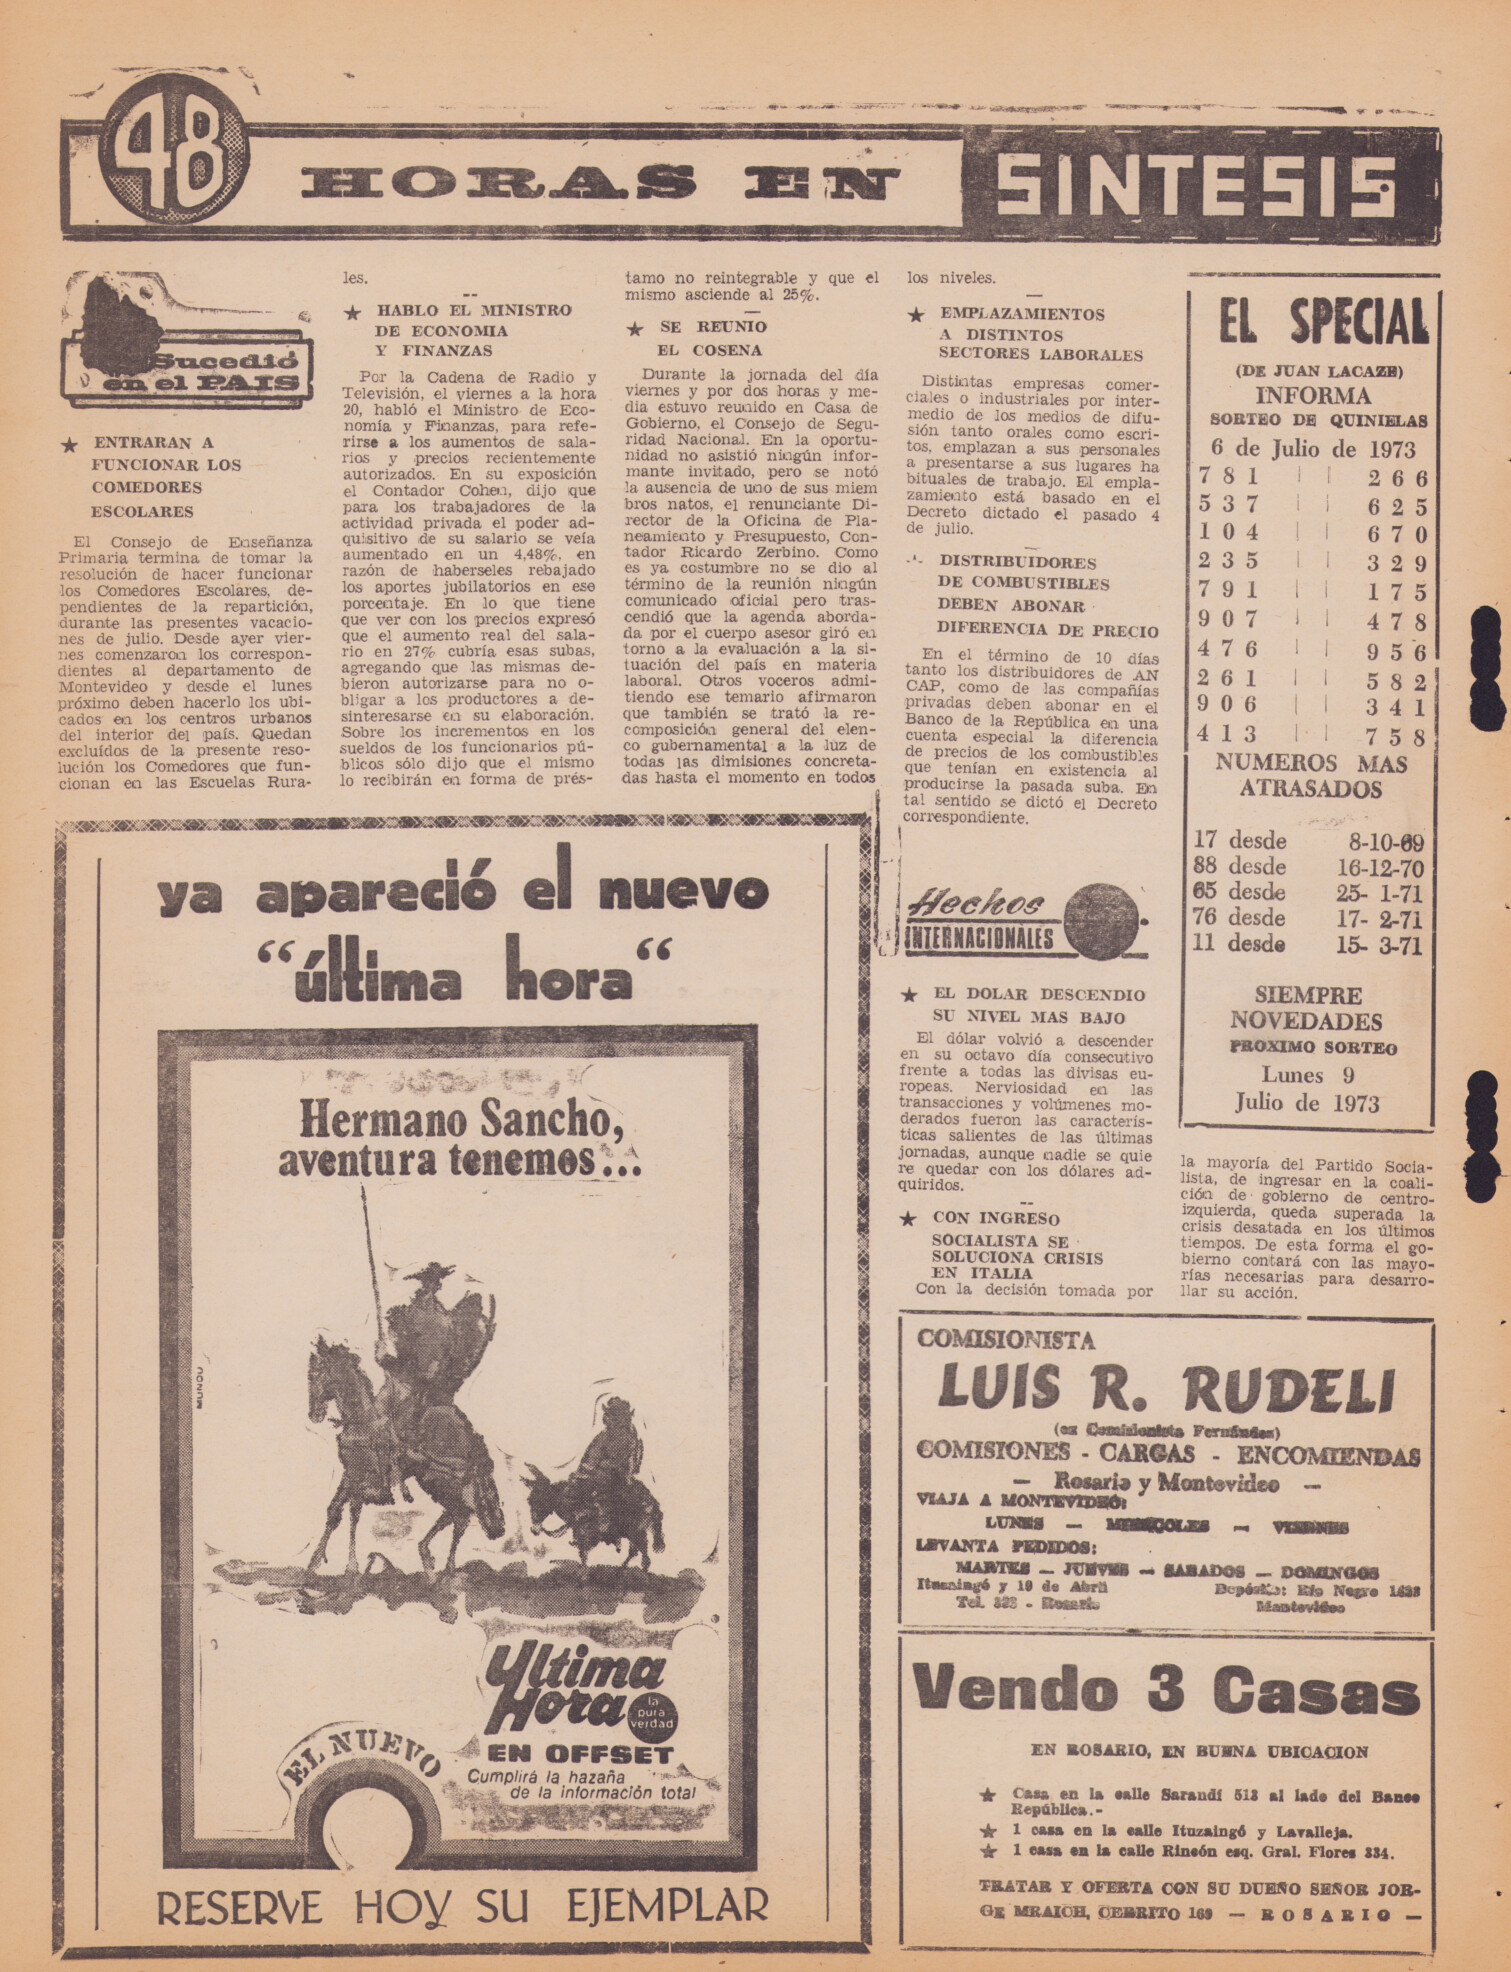 48 HORAS EN SINTESIS
Sucedió
en el PAIS
★ ENTRARAN A
FUNCIONAR LOS
COMEDORES
ESCOLARES
El Consejo de Enseñanza
Primaria termina de tomar la
resolución de hacer funcionar
los Comedores Escolares, de-
pendientes de la repartición,
durante las presentes vacacio-
nes de julio. Desde ayer vier-
nes comenzaron los correspon-
dientes al departamento de
Montevideo y desde el lunes
próximo deben hacerlo los ubi-
cados en los centros urbanos
del interior del país. Quedan
excluídos de la presente reso-
lución los Comedores que fun-
cionan en las Escuelas Rura-
les.
★ HABLO EL MINISTRO
DE ECONOMIA
Y FINANZAS
Por la Cadena de Radio y
Televisión, el viernes a la hora
20, habló el Ministro de Eco-
nomía y Finanzas, para refe-
rirse a los aumentos de sala-
rios y precios recientemente
autorizados. En su exposición
el Contador Cohen, dijo que
para los trabajadores de la
actividad privada el poder ad-
quisitivo de su salario se veía
aumentado en un 4,48%, en
razón de haberseles rebajado
los aportes jubilatorios en ese
porcentaje. En lo que tiene
que ver con los precios expresó
que el aumento real del sala-
rio en 27% cubría esas subas,
agregando que las mismas de-
bieron autorizarse para no o-
bligar a los productores a de-
sinteresarse en su elaboración.
Sobre los incrementos en los
sueldos de los funcionarios pú-
blicos sólo dijo que el mismo
lo recibirán en forma de prés-
tamo no reintegrable y que el
mismo asciende al 25%.
★ SE REUNIO
EL COSENA
Durante la jornada del día
viernes y por dos horas y me-
dia estuvo reunido en Casa de
Gobierno, el Consejo de Segu-
ridad Nacional. En la oportu-
nidad no asistió ningún infor-
mante invitado, pero se notó
la ausencia de uno de sus miem
bros natos, el renunciante Di-
rector de la Oficina de Pla-
neamiento y Presupuesto, Con-
tador Ricardo Zerbino. Como
es ya costumbre no se dio al
término de la reunión ningún
comunicado oficial pero tras-
cendió que la agenda aborda-
da por el cuerpo asesor giró en
torno a la evaluación a la si-
tuación del país en materia
laboral. Otros voceros admi-
tiendo ese temario afirmaron
que también se trató la re-
composición general del elen-
co gubernamental a la luz de
todas las dimisiones concreta-
das hasta el momento en todos
los niveles.
★ EMPLAZAMIENTOS
A DISTINTOS
SECTORES LABORALES
Distintas empresas comer-
ciales o industriales por inter-
medio de los medios de difu-
sión tanto orales como escri-
tos, emplazan a sus personales
a presentarse a sus lugares ha
bituales de trabajo. El empla-
zamiento está basado en el
Decreto dictado el pasado 4
de julio.
DISTRIBUIDORES
DE COMBUSTIBLES
DEBEN ABONAR
DIFERENCIA DE PRECIO
En el término de 10 días
tanto los distribuidores de AN
CAP, como de las compañías
privadas deben abonar en el
Banco de la República en una
cuenta especial la diferencia
de precios de los combustibles
que tenían en existencia al
producirse la pasada suba. En
tal sentido se dictó el Decreto
correspondiente.
Hechos
INTERNACIONALES
★ EL DOLAR DESCENDIO
SU NIVEL MAS BAJO
El dólar volvió a descender
en su octavo día consecutivo
frente a todas las divisas eu-
ropeas. Nerviosidad en las
transacciones y volúmenes mo-
derados fueron las caracterís-
ticas salientes de las últimas
jornadas, aunque nadie se quie
re quedar con los dólares ad-
quiridos.
★ CON INGRESO
SOCIALISTA SE
SOLUCIONA CRISIS
EN ITALIA
Con la decisión tomada por
la mayoría del Partido Socia-
lista, de ingresar en la coali-
ción de gobierno de centro-
izquierda, queda superada la
crisis desatada en los últimos
tiempos. De esta forma el go-
bierno contará con las mayo-
rías necesarias para desarro-
llar su acción.
EL SPECIAL
(DE JUAN LACAZE)
INFORMA
SORTEO DE QUINIELAS
6 de Julio de 1973
781 | | 266
537 | | 625
104 | | 670
235 | | 329
791 | | 175
907 | | 478
476 | | 956
261 | | 582
906 | | 341
413 | | 758
NUMEROS MAS
ATRASADOS
17 desde 8-10-69
88 desde 16-12-70
65 desde 25- 1-71
76 desde 17- 2-71
11 desde 15- 3-71
SIEMPRE
NOVEDADES
PROXIMO SORTEO
Lunes 9
Julio de 1973
ya apareció el nuevo
“última hora“
Hermano Sancho,
aventura tenemos...
MUNDU
Ultima
Hora
la
pura
verdad
EN OFFSET
Cumplirá la hazaña
de la información total
EL NUEVO
RESERVE HOY SU EJEMPLAR
COMISIONISTA
LUIS R. RUDELI
(ex Comisionista Fernández)
COMISIONES - CARGAS - ENCOMIENDAS
— Rosario y Montevideo —
VIAJA A MONTEVIDEO:
LUNES — MIERCOLES — VIERNES
LEVANTA PEDIDOS:
MARTES — JUEVES — SABADOS — DOMINGOS
Ituzaingó y 19 de Abril
Tel. - Rosario
Depósito: Río Negro
Montevideo
Vendo 3 Casas
EN ROSARIO, EN BUENA UBICACION
★ Casa en la calle Sarandí 513 al lado del Banco
República.-
★ 1 casa en la calle Ituzaingó y Lavalleja.
★ 1 casa en la calle Rincón esq. Gral. Flores 334.
TRATAR Y OFERTA CON SU DUEÑO SEÑOR JOR-
GE MRAICH, CERRITO 169 — ROSARIO —